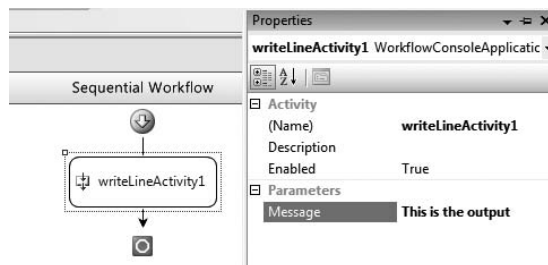 Properties
writeLineActivity1 WorkflowConsoleApplicatic
Sequential Workflow
Activity
(Name) writeLineActivity1
Description
Enabled True
Parameters
Message This is the output
writeLineActivity1